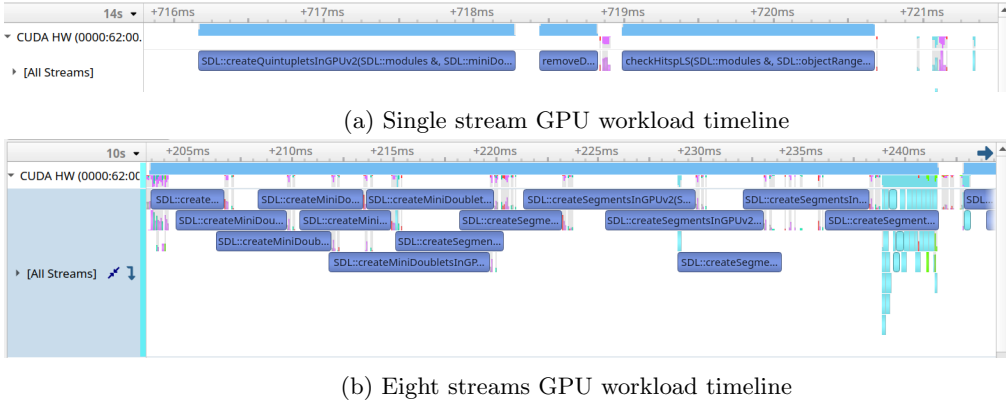 14s +716ms +717ms +718ms +719ms +720ms +721ms
CUDA HW (0000:62:00.
SDL::createQuintupletsInGPUv2(SDL::modules &, SDL::miniDo... removeD... checkHitspLS(SDL::modules &, SDL::objectRange...
[All Streams]
(a) Single stream GPU workload timeline
10s +205ms +210ms +215ms +220ms +225ms +230ms +235ms +240ms
CUDA HW (0000:62:00
SDL::create... SDL::createMiniDo... SDL::createMiniDoublet... SDL::createSegmentsInGPUv2(S... SDL::createSegmentsIn... SDL...
SDL::createMiniDou... SDL::createMini... SDL::createSegme... SDL::createSegmentsInGPUv2... SDL::createSegment...
SDL::createMiniDoub... SDL::createSegmen...
[All Streams] SDL::createMiniDoubletsInGP... SDL::createSegme...
(b) Eight streams GPU workload timeline